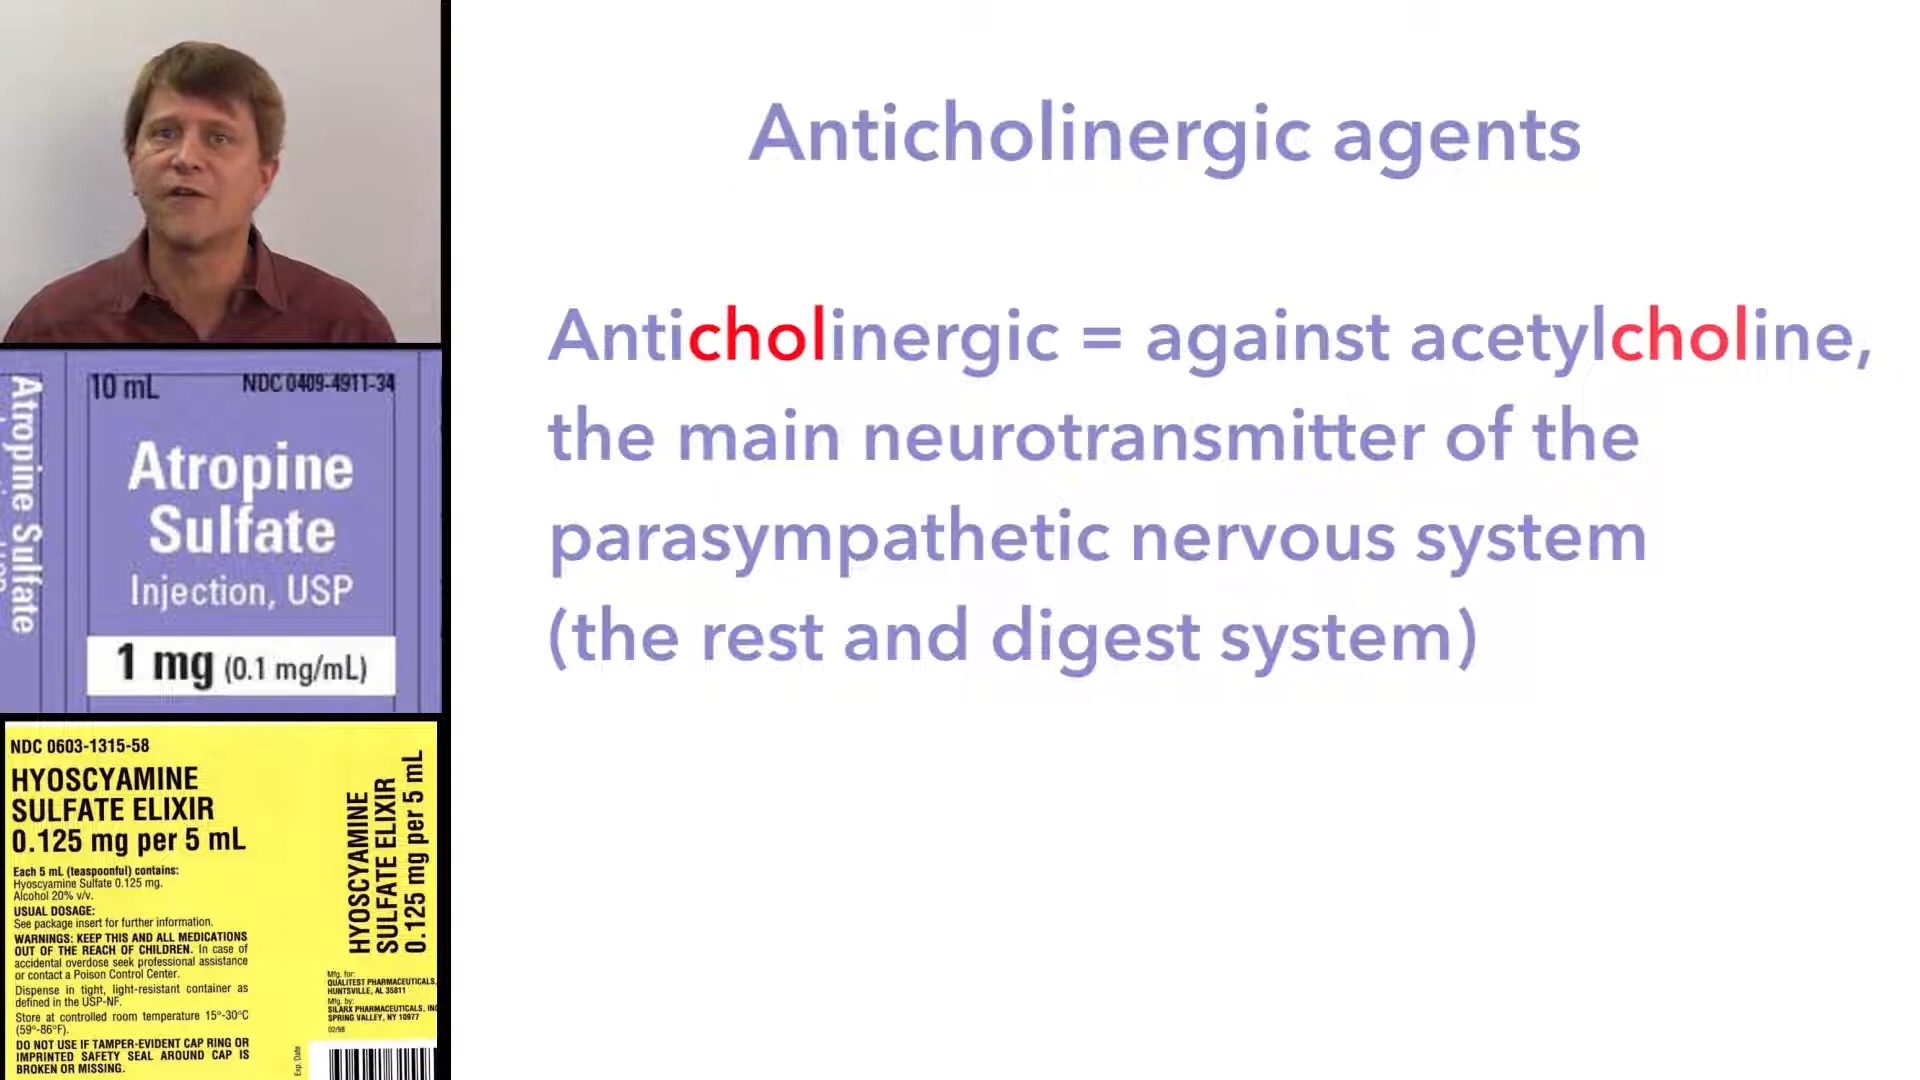 Anticholinergic agents
Anticholinergic = against acetylcholine,
the main neurotransmitter of the
parasympathetic nervous system
(the rest and digest system)
Atropine Sulfate
10 mL
NDC 0409-4911-34
Atropine
Sulfate
Injection, USP
1 mg (0.1 mg/mL)
NDC 0603-1315-58
HYOSCYAMINE
SULFATE ELIXIR
0.125 mg per 5 mL
Each 5 mL (teaspoonful) contains:
Hyoscyamine Sulfate 0.125 mg.
Alcohol 20% v/v.
USUAL DOSAGE:
See package insert for further information.
WARNINGS: KEEP THIS AND ALL MEDICATIONS
OUT OF THE REACH OF CHILDREN. In case of
accidental overdose seek professional assistance
or contact a Poison Control Center.
Dispense in tight, light-resistant container as
defined in the USP-NF.
Store at controlled room temperature 15°-30°C
(59°-86°F).
DO NOT USE IF TAMPER-EVIDENT CAP RING OR
IMPRINTED SAFETY SEAL AROUND CAP IS
BROKEN OR MISSING.
HYOSCYAMINE
SULFATE ELIXIR
0.125 mg per 5 mL
Mfg. for:
QUALITEST PHARMACEUTICALS,
HUNTSVILLE, AL 35811
Mfg. by:
SILARX PHARMACEUTICALS, INC
SPRING VALLEY, NY 10977
02/98
Exp. Date